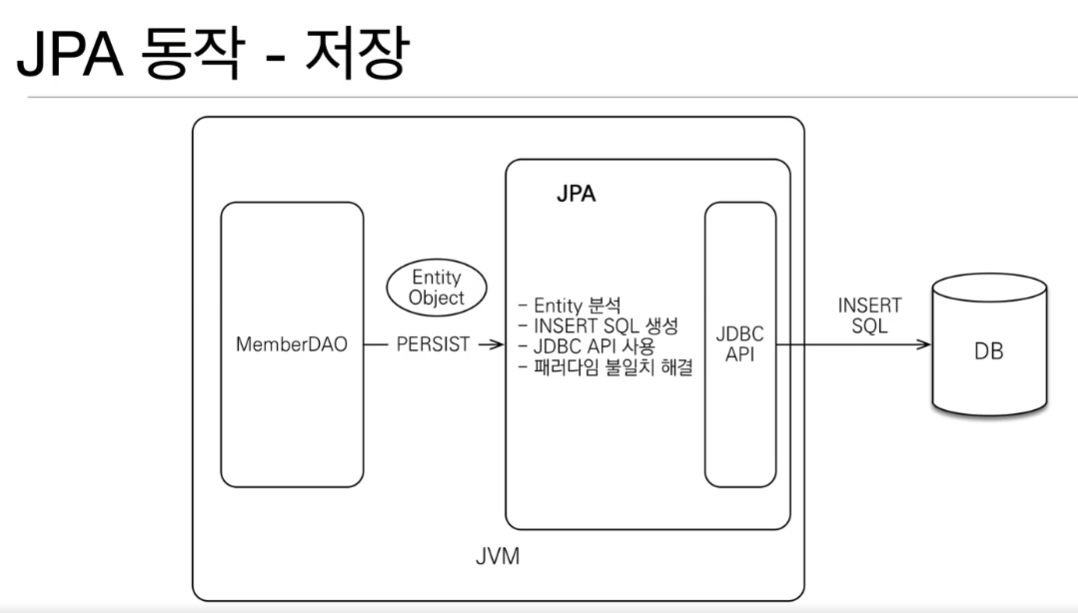 JPA 동작 - 저장
JPA
Entity
Object
MemberDAO
PERSIST
- Entity 분석
- INSERT SQL 생성
- JDBC API 사용
- 패러다임 불일치 해결
JDBC
API
INSERT
SQL
DB
JVM